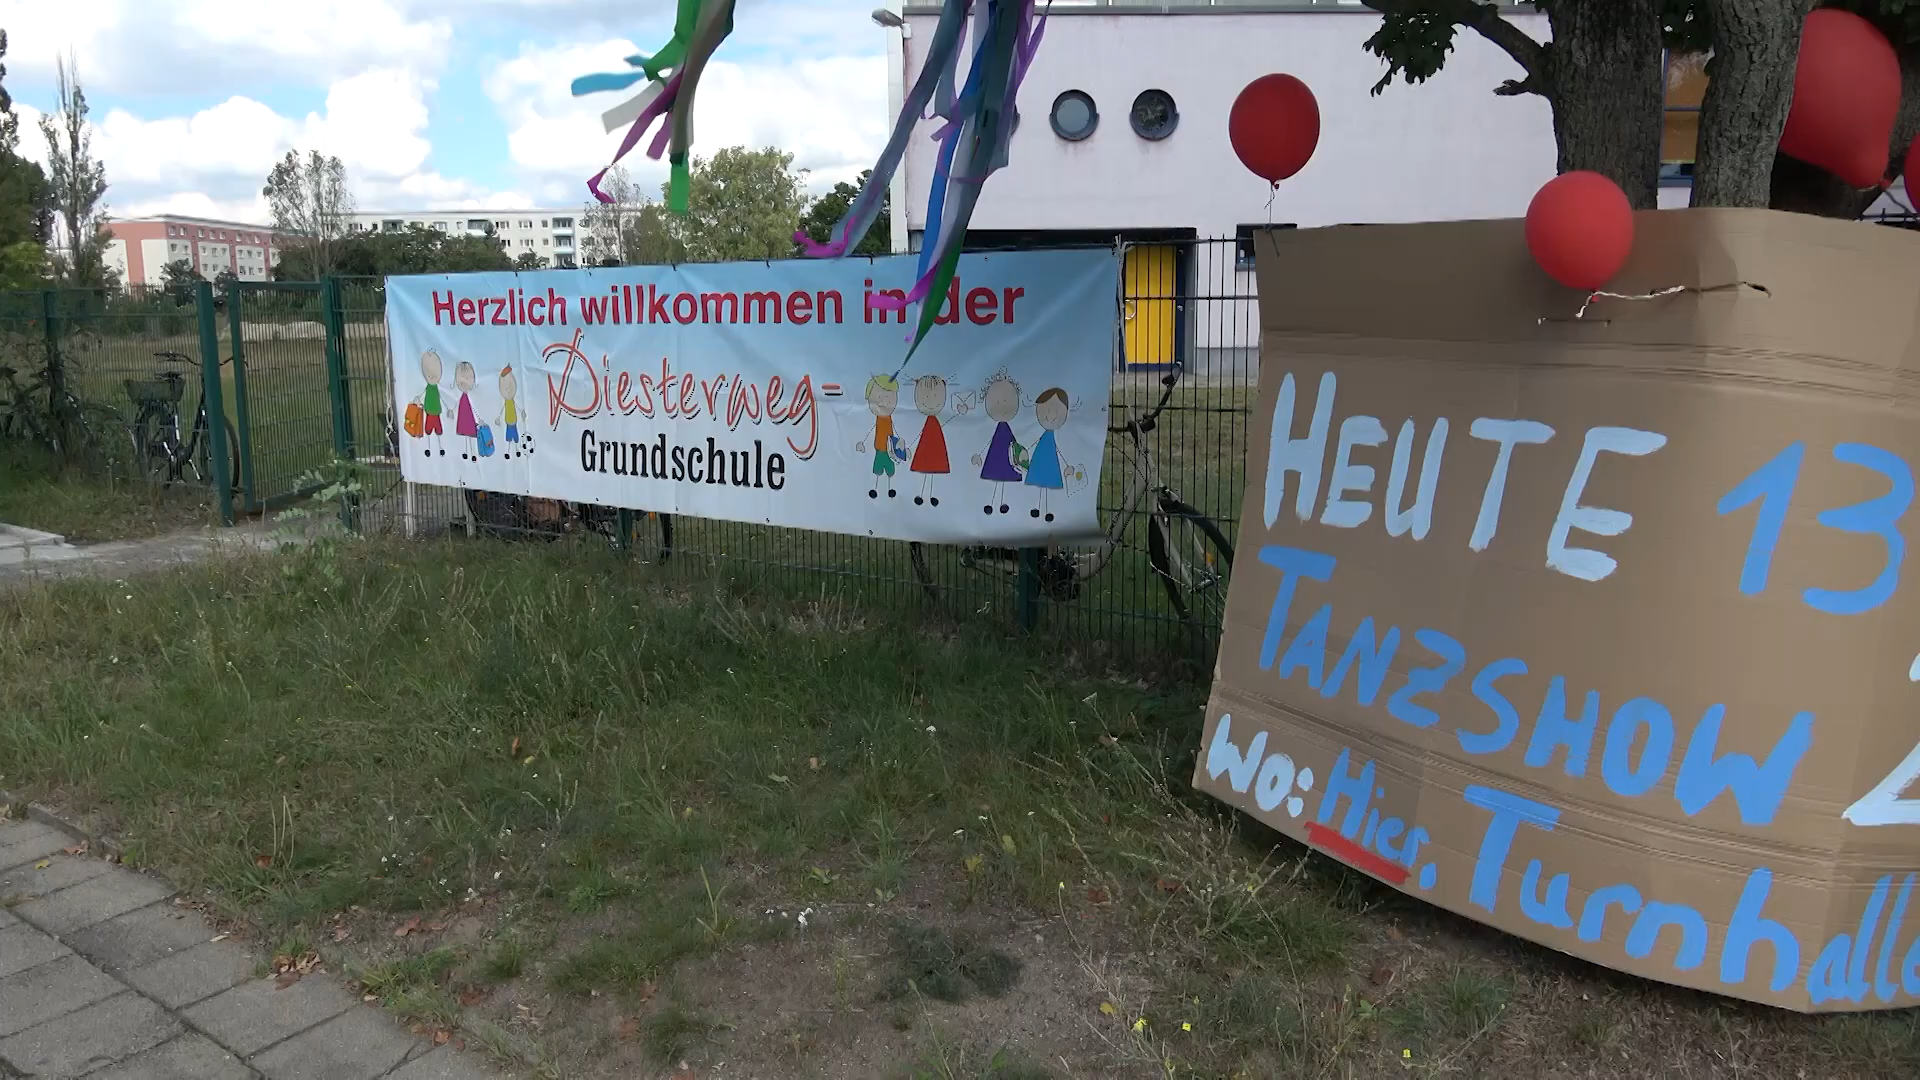 Herzlich willkommen in der
Diesterweg-
Grundschule
HEUTE 13
TANZSHOW
Wo: Hier, Turnhalle